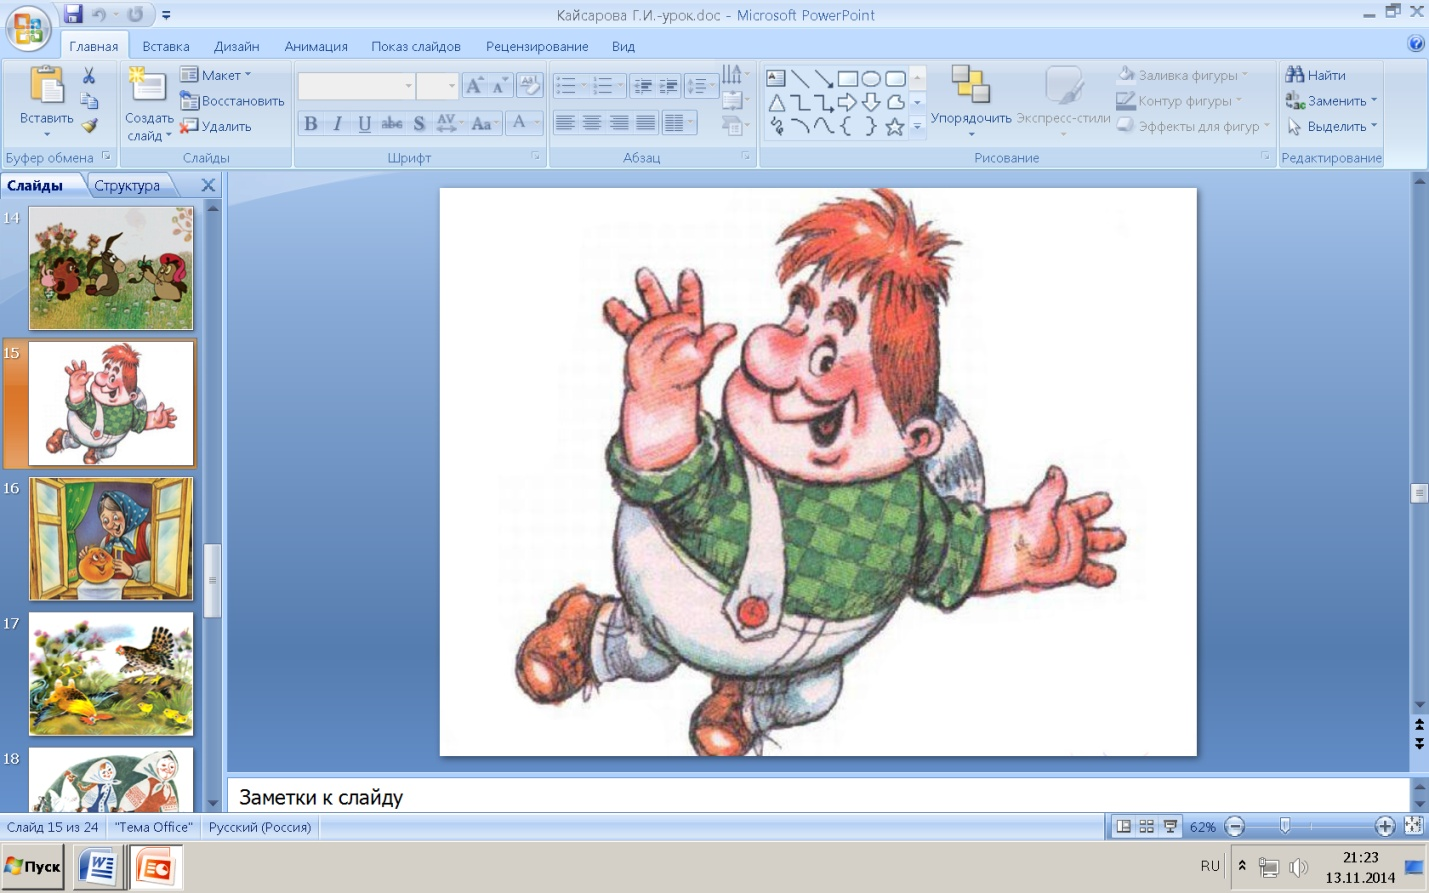 Кайсарова Г.И.-урок.doc - Microsoft PowerPoint
Главная Вставка Дизайн Анимация Показ слайдов Рецензирование Вид
Вставить
Буфер обмена
Создать слайд
Макет
Восстановить
Удалить
Слайды
Ж К Ч abc S AV Aa A
Шрифт
Абзац
Упорядочить
Экспресс-стили
Заливка фигуры
Контур фигуры
Эффекты для фигур
Рисование
Найти
Заменить
Выделить
Редактирование
Слайды Структура
14
15
16
17
18
Заметки к слайду
Слайд 15 из 24 "Тема Office" Русский (Россия) 62%
Пуск RU 21:23
13.11.2014